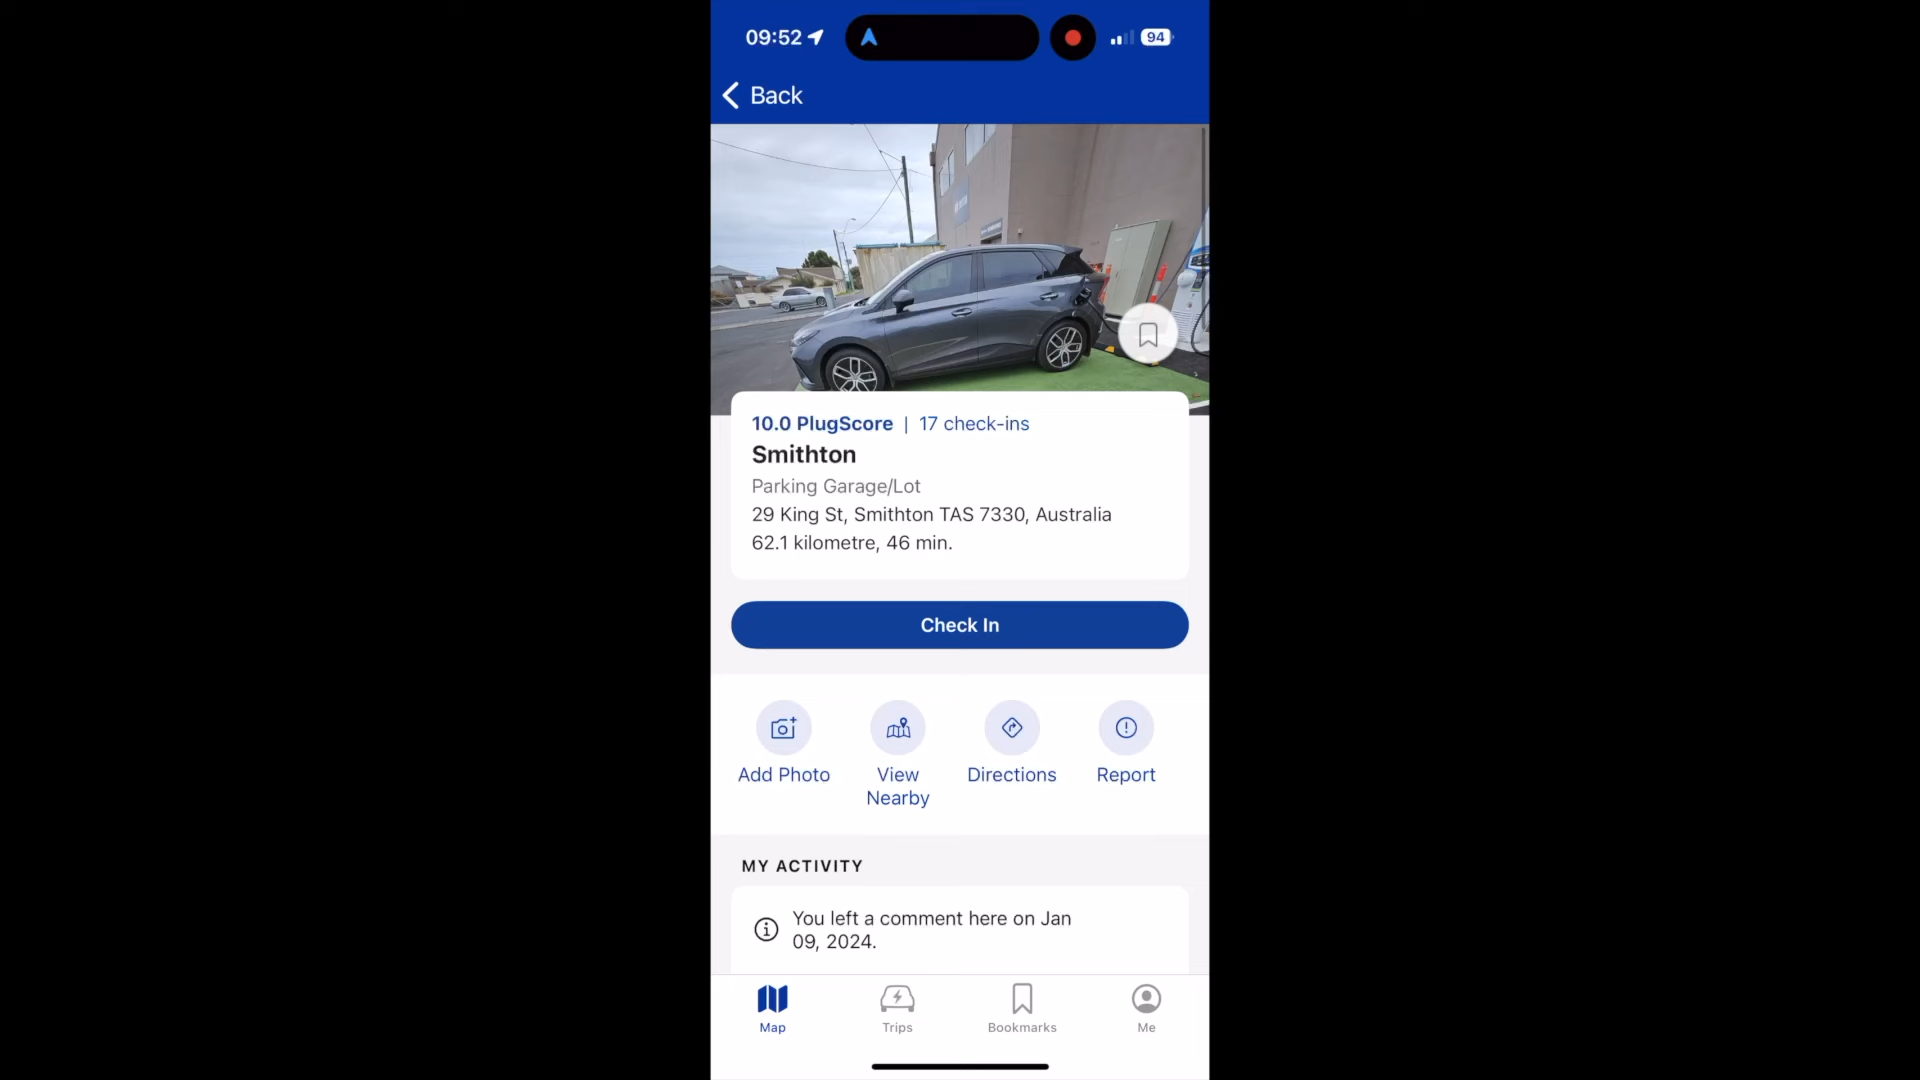 09:52
94
Back
10.0 PlugScore | 17 check-ins
Smithton
Parking Garage/Lot
29 King St, Smithton TAS 7330, Australia
62.1 kilometre, 46 min.
Check In
Add Photo
View
Nearby
Directions
Report
MY ACTIVITY
You left a comment here on Jan
09, 2024.
Map
Trips
Bookmarks
Me